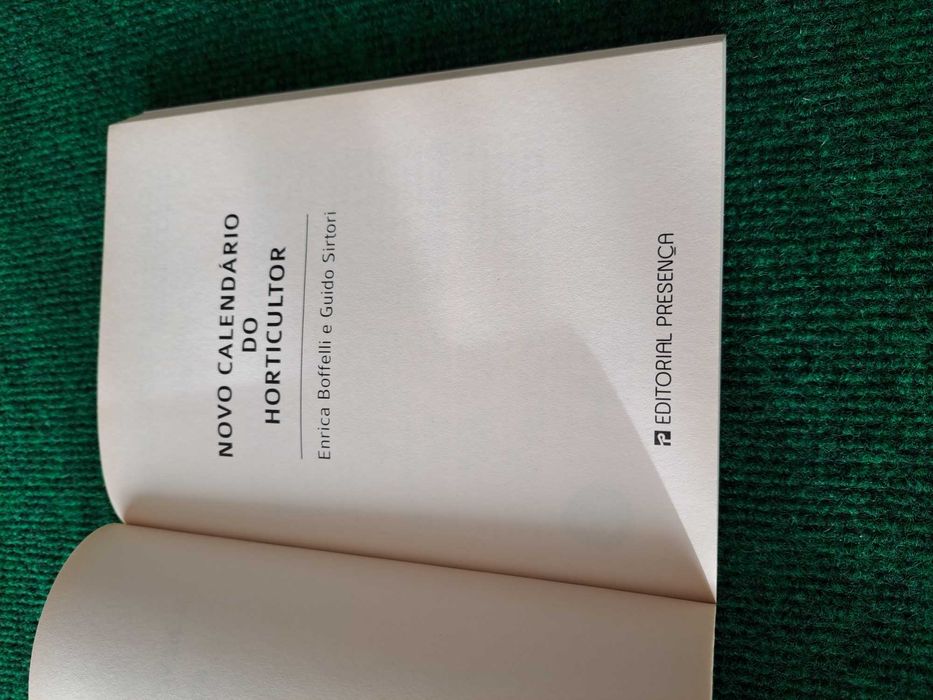 NOVO CALENDÁRIO
DO
HORTICULTOR
Enrica Boffelli e Guido Sirtori
EDITORIAL PRESENÇA